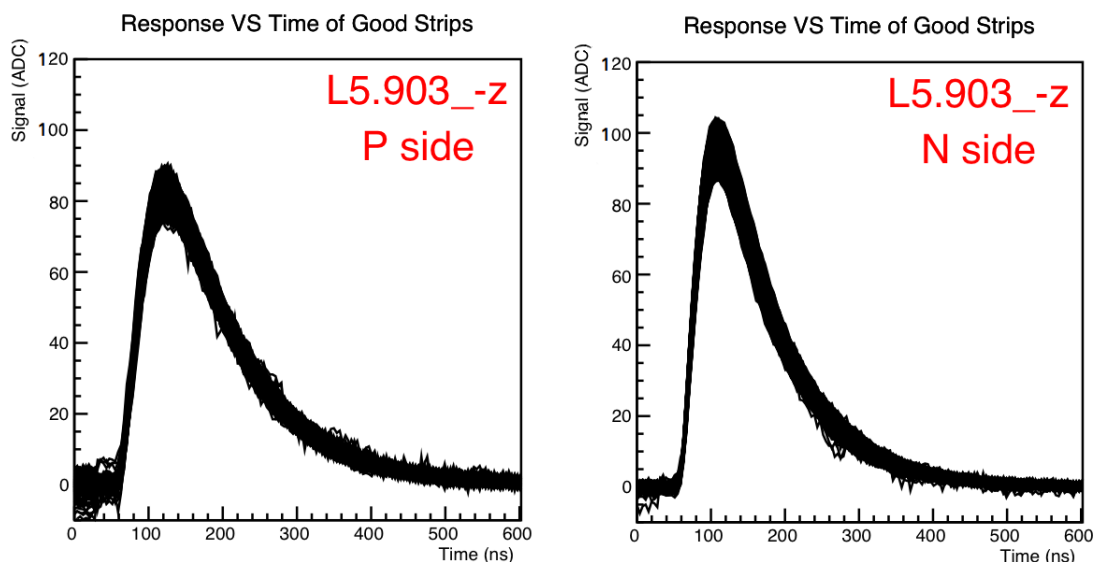 Response VS Time of Good Strips
Signal (ADC)
120
100
80
60
40
20
0
L5.903_-z
P side
0 100 200 300 400 500 600
Time (ns)
Response VS Time of Good Strips
Signal (ADC)
120
100
80
60
40
20
0
L5.903_-z
N side
0 100 200 300 400 500 600
Time (ns)